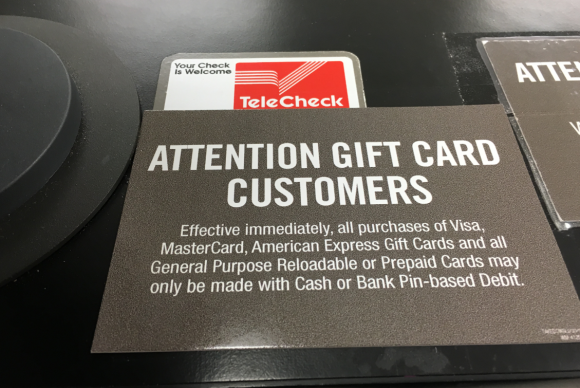 Your Check
Is Welcome
TeleCheck
ATTENTION GIFT CARD
CUSTOMERS
Effective immediately, all purchases of Visa,
MasterCard, American Express Gift Cards and all
General Purpose Reloadable or Prepaid Cards may
only be made with Cash or Bank Pin-based Debit.